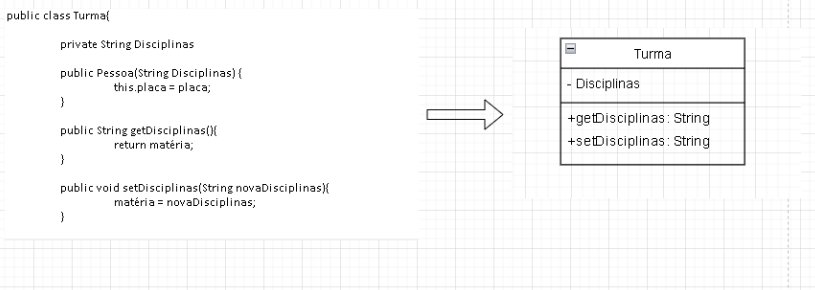 public class Turma{
private String Disciplinas
public Pessoa(String Disciplinas) {
this.placa = placa;
}
public String getDisciplinas(){
return matéria;
}
public void setDisciplinas(String novaDisciplinas){
matéria = novaDisciplinas;
}
Turma
- Disciplinas
+getDisciplinas: String
+setDisciplinas: String